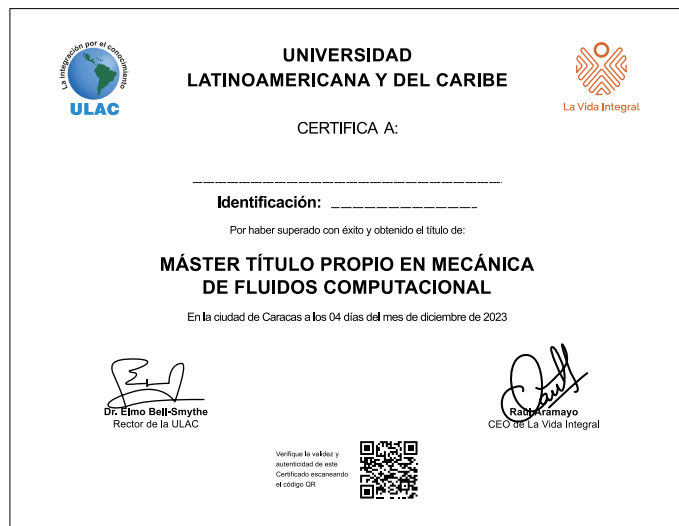 La integración por el conocimiento
ULAC
UNIVERSIDAD
LATINOAMERICANA Y DEL CARIBE
La Vida Integral
CERTIFICA A:
Identificación:
Por haber superado con éxito y obtenido el título de:
MÁSTER TÍTULO PROPIO EN MECÁNICA
DE FLUIDOS COMPUTACIONAL
En la ciudad de Caracas a los 04 días del mes de diciembre de 2023
Dr. Elmo Bell-Smythe
Rector de la ULAC
Raúl Aramayo
CEO de La Vida Integral
Verifique la validez y
autenticidad de este
Certificado escaneando
el código QR